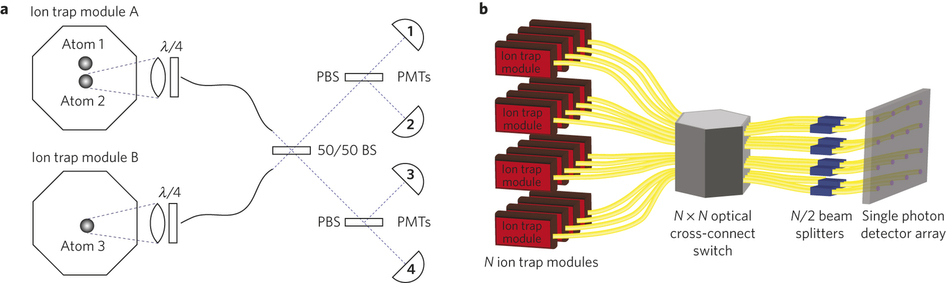 a
Ion trap module A
Atom 1
Atom 2
λ/4
Ion trap module B
Atom 3
λ/4
50/50 BS
PBS
PMTs
1
2
PBS
PMTs
3
4
b
Ion trap
module
Ion trap
module
Ion trap
module
Ion trap
module
N ion trap modules
N × N optical
cross-connect
switch
N/2 beam
splitters
Single photon
detector array